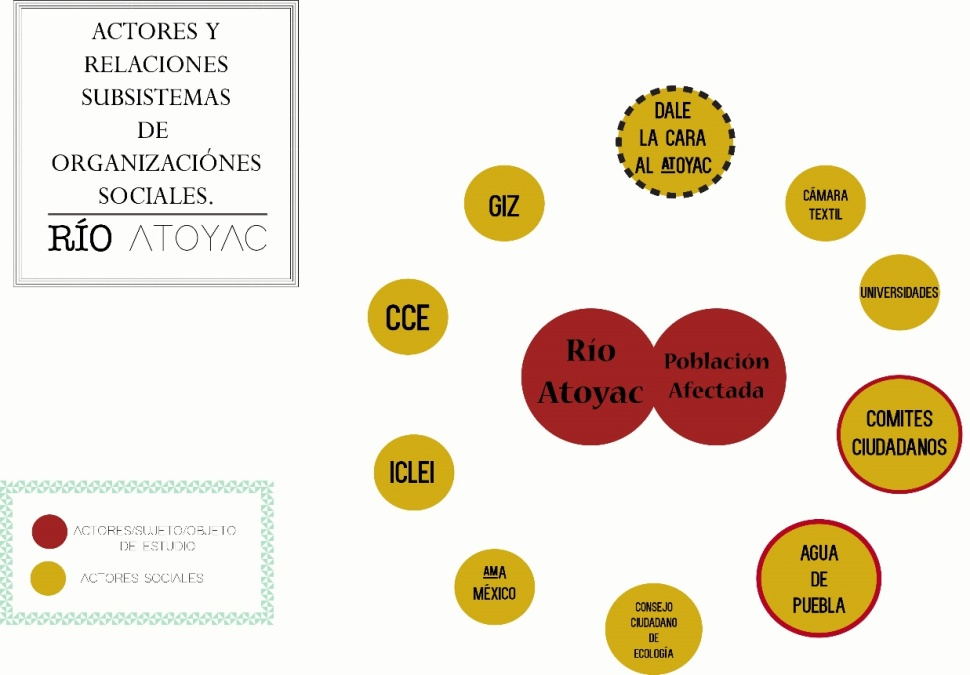 ACTORES Y
RELACIONES
SUBSISTEMAS
DE
ORGANIZACIÓNES
SOCIALES.
RÍO ATOYAC
DALE
LA CARA
AL ATOYAC
GIZ
CÁMARA
TEXTIL
UNIVERSIDADES
CCE
Río
Atoyac
Población
Afectada
COMITES
CIUDADANOS
ICLEI
AGUA
DE
PUEBLA
AMA
MÉXICO
CONSEJO
CIUDADANO
DE
ECOLOGÍA
ACTORES/SUJETO/OBJETO
DE ESTUDIO
ACTORES SOCIALES